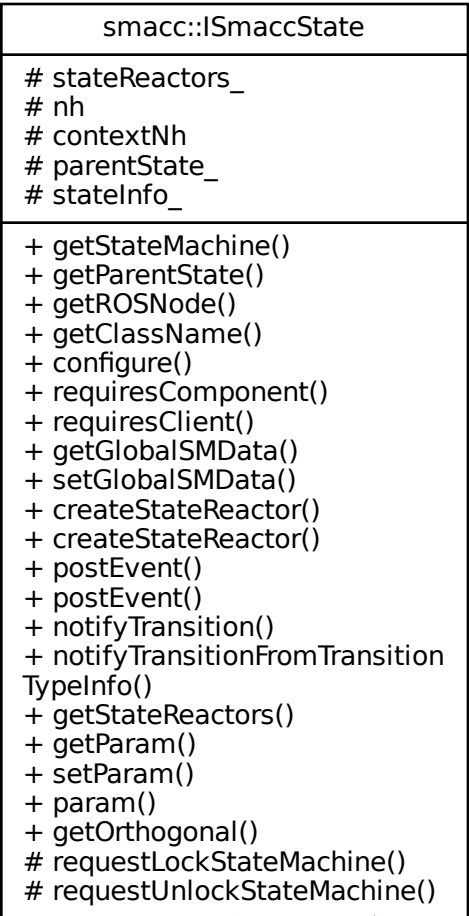 smacc::ISmaccState
# stateReactors_
# nh
# contextNh
# parentState_
# stateInfo_
+ getStateMachine()
+ getParentState()
+ getROSNode()
+ getClassName()
+ configure()
+ requiresComponent()
+ requiresClient()
+ getGlobalSMData()
+ setGlobalSMData()
+ createStateReactor()
+ createStateReactor()
+ postEvent()
+ postEvent()
+ notifyTransition()
+ notifyTransitionFromTransition
TypeInfo()
+ getStateReactors()
+ getParam()
+ setParam()
+ param()
+ getOrthogonal()
# requestLockStateMachine()
# requestUnlockStateMachine()